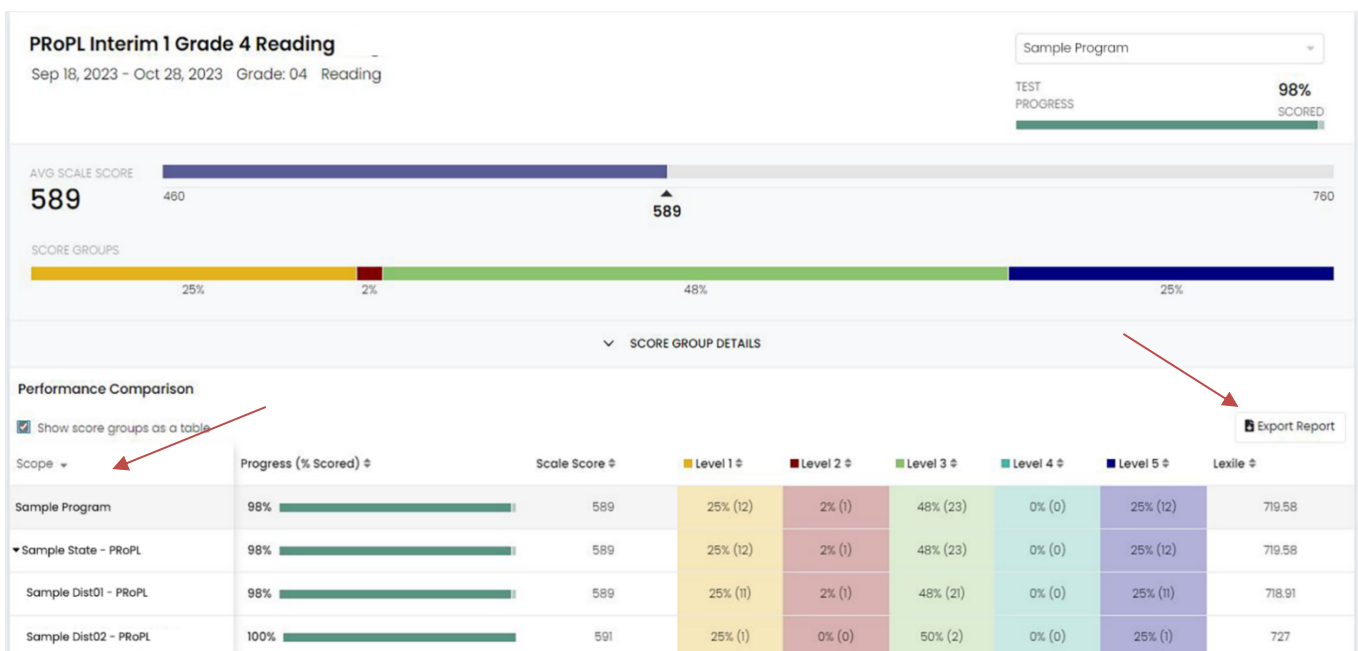 PRoPL Interim 1 Grade 4 Reading
Sep 18, 2023 - Oct 28, 2023 Grade: 04 Reading
Sample Program
TEST PROGRESS
98%
SCORED
AVG SCALE SCORE
589
460
589
760
SCORE GROUPS
25% 2% 48% 25%
SCORE GROUP DETAILS
Performance Comparison
Show score groups as a table
Export Report
Scope Progress (% Scored) Scale Score Level 1 Level 2 Level 3 Level 4 Level 5 Lexile
Sample Program 98% 589 25% (12) 2% (1) 48% (23) 0% (0) 25% (12) 719.58
Sample State - PRoPL 98% 589 25% (12) 2% (1) 48% (23) 0% (0) 25% (12) 719.58
Sample Dist01 - PRoPL 98% 589 25% (11) 2% (1) 48% (21) 0% (0) 25% (11) 718.91
Sample Dist02 - PRoPL 100% 591 25% (1) 0% (0) 50% (2) 0% (0) 25% (1) 727